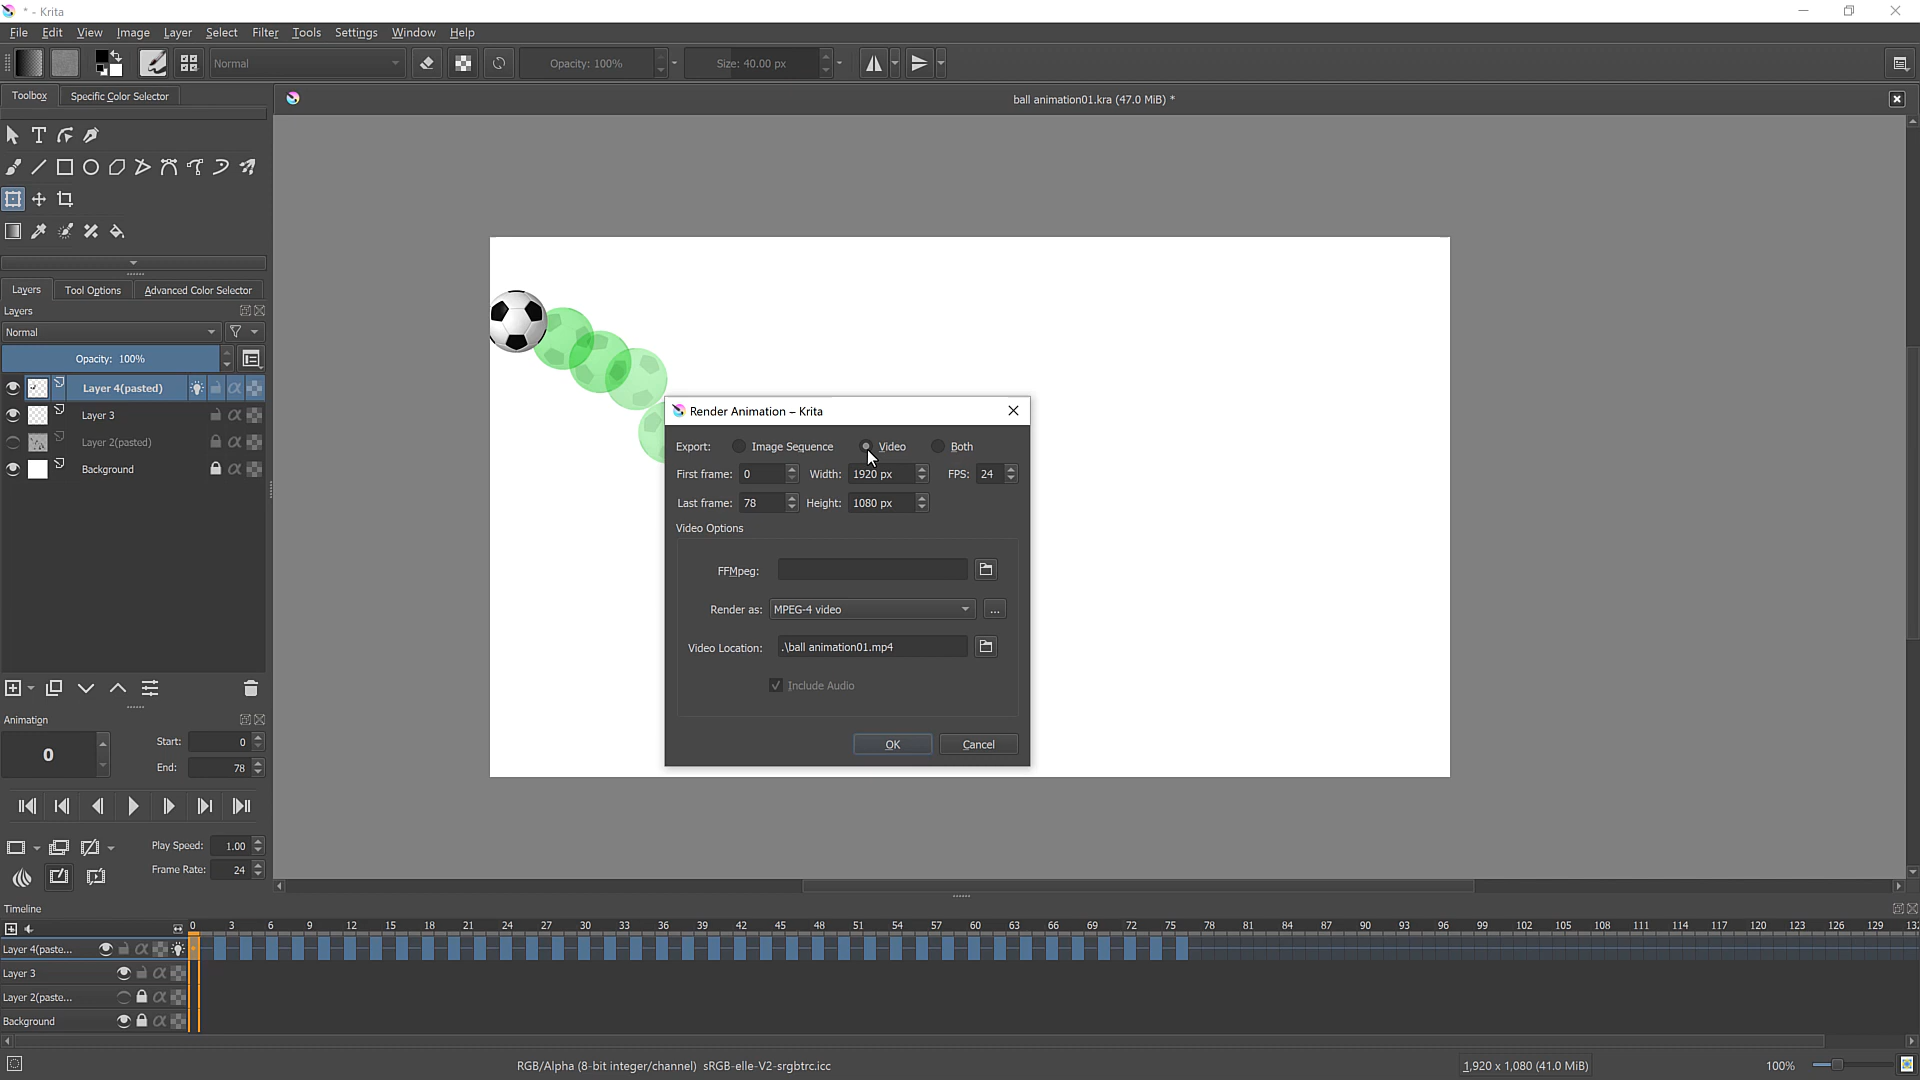 * - Krita
File Edit View Image Layer Select Filter Tools Settings Window Help
Normal Opacity: 100% Size: 40.00 px
Toolbox Specific Color Selector
ball animation01.kra (47.0 MiB) *
Layers Tool Options Advanced Color Selector
Layers
Normal
Opacity: 100%
Layer 4(pasted)
Layer 3
Layer 2(pasted)
Background
Render Animation – Krita
Export: Image Sequence Video Both
First frame: 0 Width: 1920 px FPS: 24
Last frame: 78 Height: 1080 px
Video Options
FFMpeg:
Render as: MPEG-4 video ...
Video Location: .\ball animation01.mp4
Include Audio
OK Cancel
Animation
0 Start: 0
End: 78
Play Speed: 1.00
Frame Rate: 24
Timeline
0 3 6 9 12 15 18 21 24 27 30 33 36 39 42 45 48 51 54 57 60 63 66 69 72 75 78 81 84 87 90 93 96 99 102 105 108 111 114 117 120 123 126 129 132
Layer 4(paste...
Layer 3
Layer 2(paste...
Background
RGB/Alpha (8-bit integer/channel) sRGB-elle-V2-srgbtrc.icc 1,920 x 1,080 (41.0 MiB) 100%